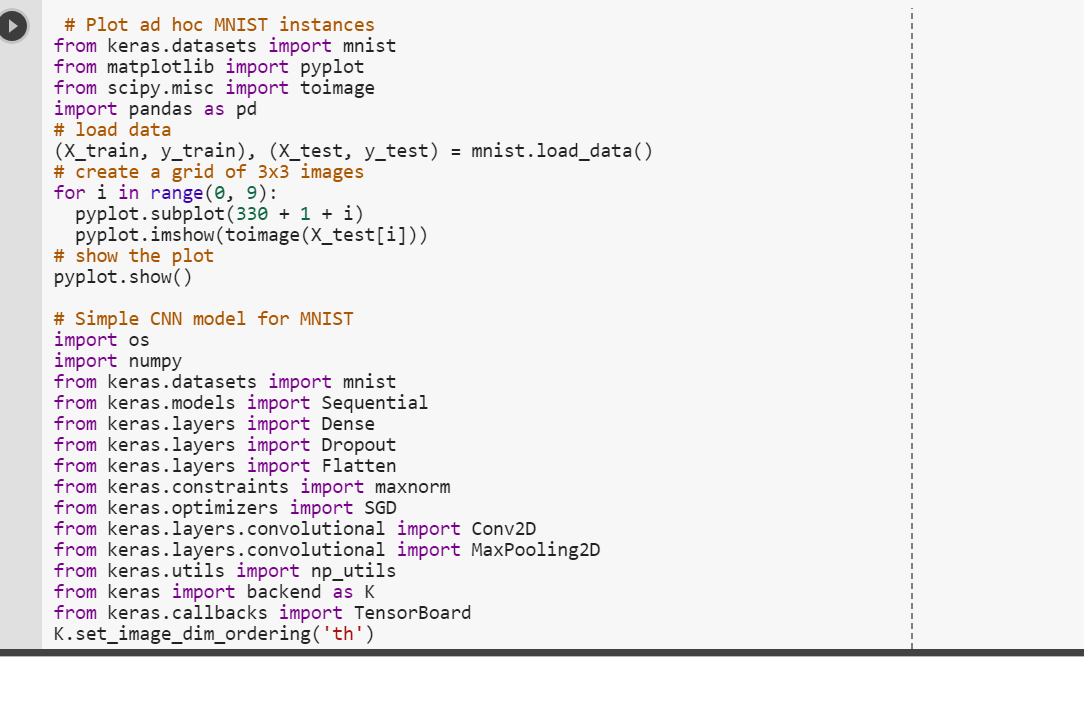 # Plot ad hoc MNIST instances
from keras.datasets import mnist
from matplotlib import pyplot
from scipy.misc import toimage
import pandas as pd
# load data
(X_train, y_train), (X_test, y_test) = mnist.load_data()
# create a grid of 3x3 images
for i in range(0, 9):
  pyplot.subplot(330 + 1 + i)
  pyplot.imshow(toimage(X_test[i]))
# show the plot
pyplot.show()

# Simple CNN model for MNIST
import os
import numpy
from keras.datasets import mnist
from keras.models import Sequential
from keras.layers import Dense
from keras.layers import Dropout
from keras.layers import Flatten
from keras.constraints import maxnorm
from keras.optimizers import SGD
from keras.layers.convolutional import Conv2D
from keras.layers.convolutional import MaxPooling2D
from keras.utils import np_utils
from keras import backend as K
from keras.callbacks import TensorBoard
K.set_image_dim_ordering('th')